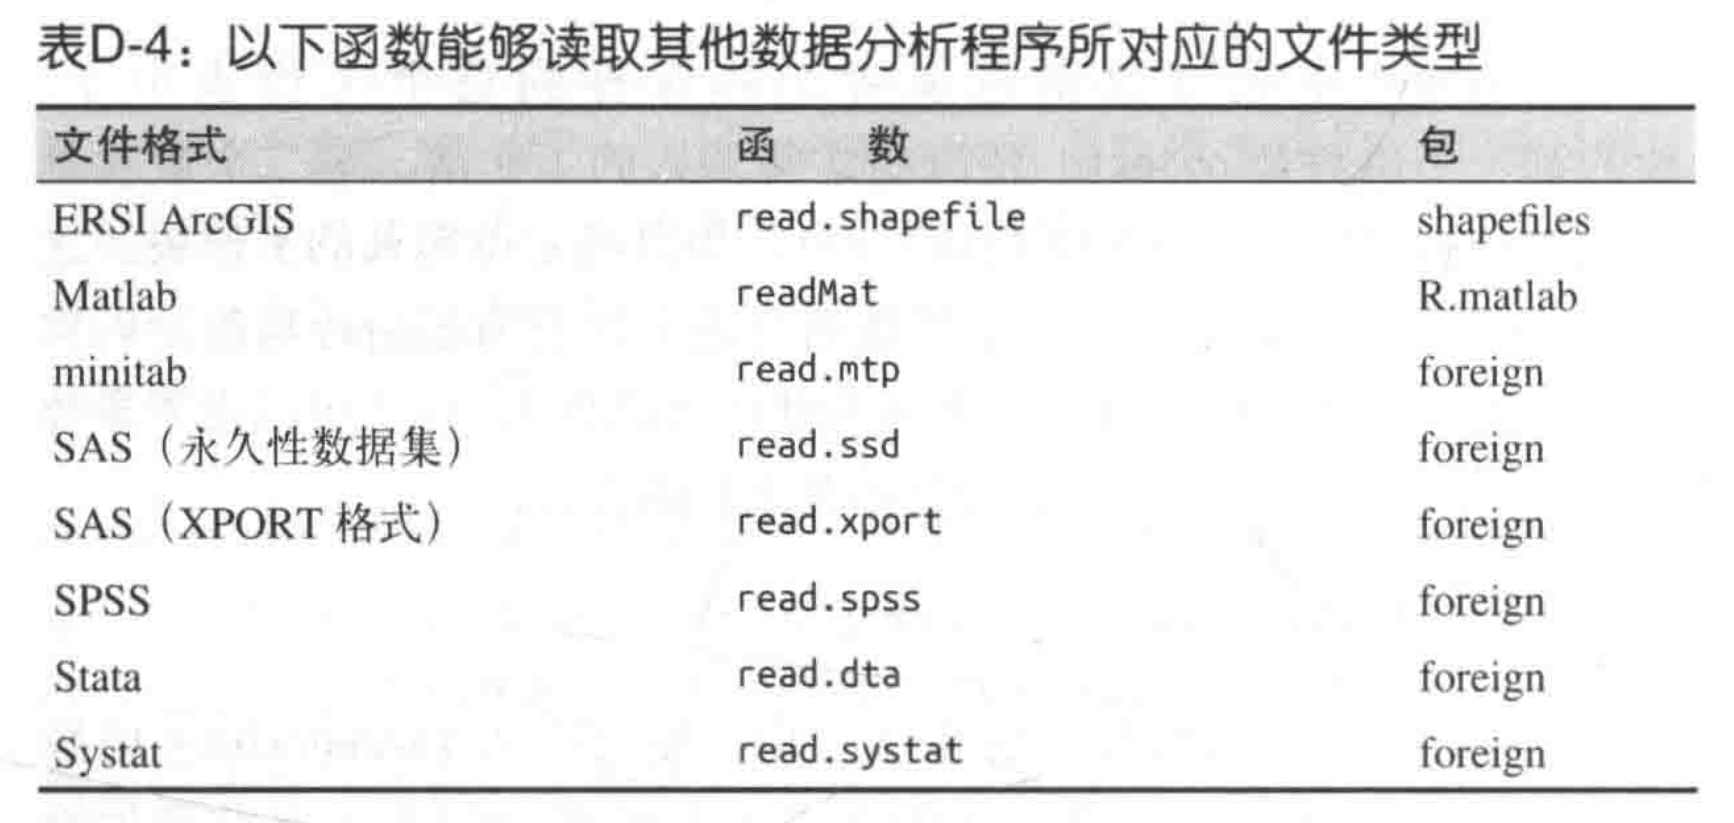 表D-4：以下函数能够读取其他数据分析程序所对应的文件类型
文件格式 函 数 包
ERSI ArcGIS read.shapefile shapefiles
Matlab readMat R.matlab
minitab read.mtp foreign
SAS（永久性数据集） read.ssd foreign
SAS（XPORT 格式） read.xport foreign
SPSS read.spss foreign
Stata read.dta foreign
Systat read.systat foreign